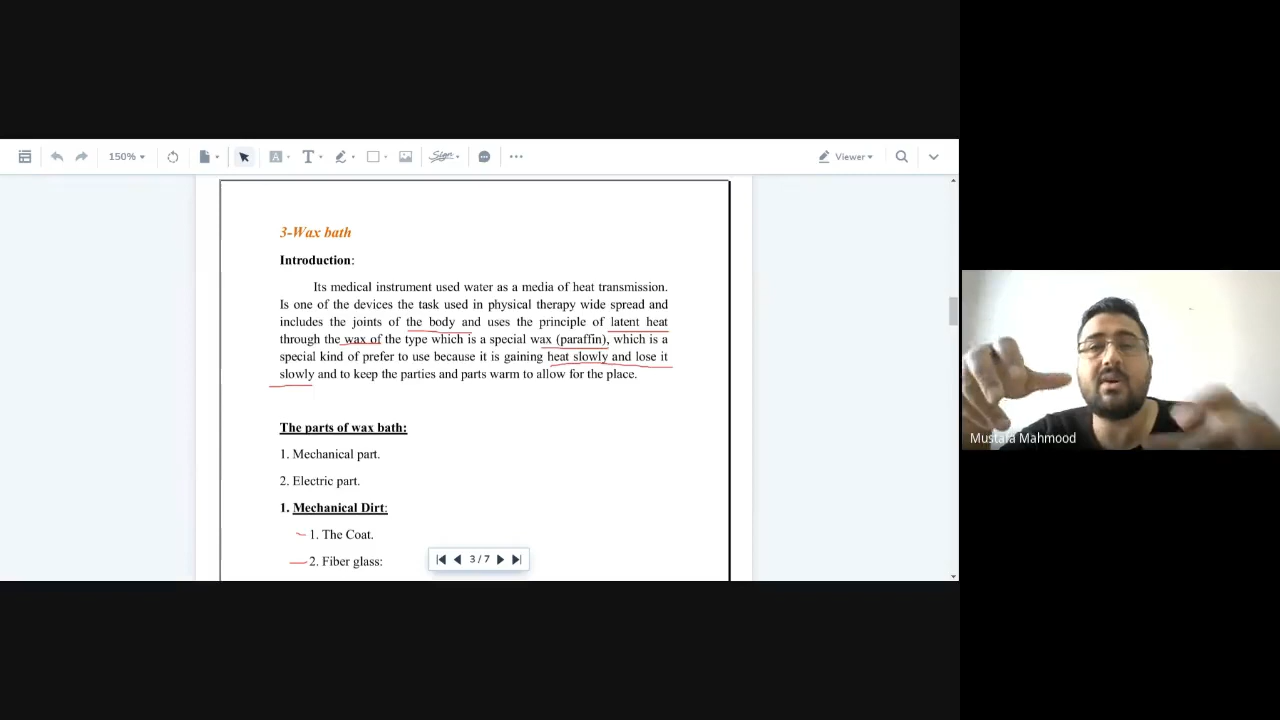 150%
Sign
Viewer
3-Wax bath
Introduction:
Its medical instrument used water as a media of heat transmission.
Is one of the devices the task used in physical therapy wide spread and
includes the joints of the body and uses the principle of latent heat
through the wax of the type which is a special wax (paraffin), which is a
special kind of prefer to use because it is gaining heat slowly and lose it
slowly and to keep the parties and parts warm to allow for the place.
The parts of wax bath:
1. Mechanical part.
2. Electric part.
1. Mechanical Dirt:
1. The Coat.
2. Fiber glass:
3 / 7
Mustafa Mahmood